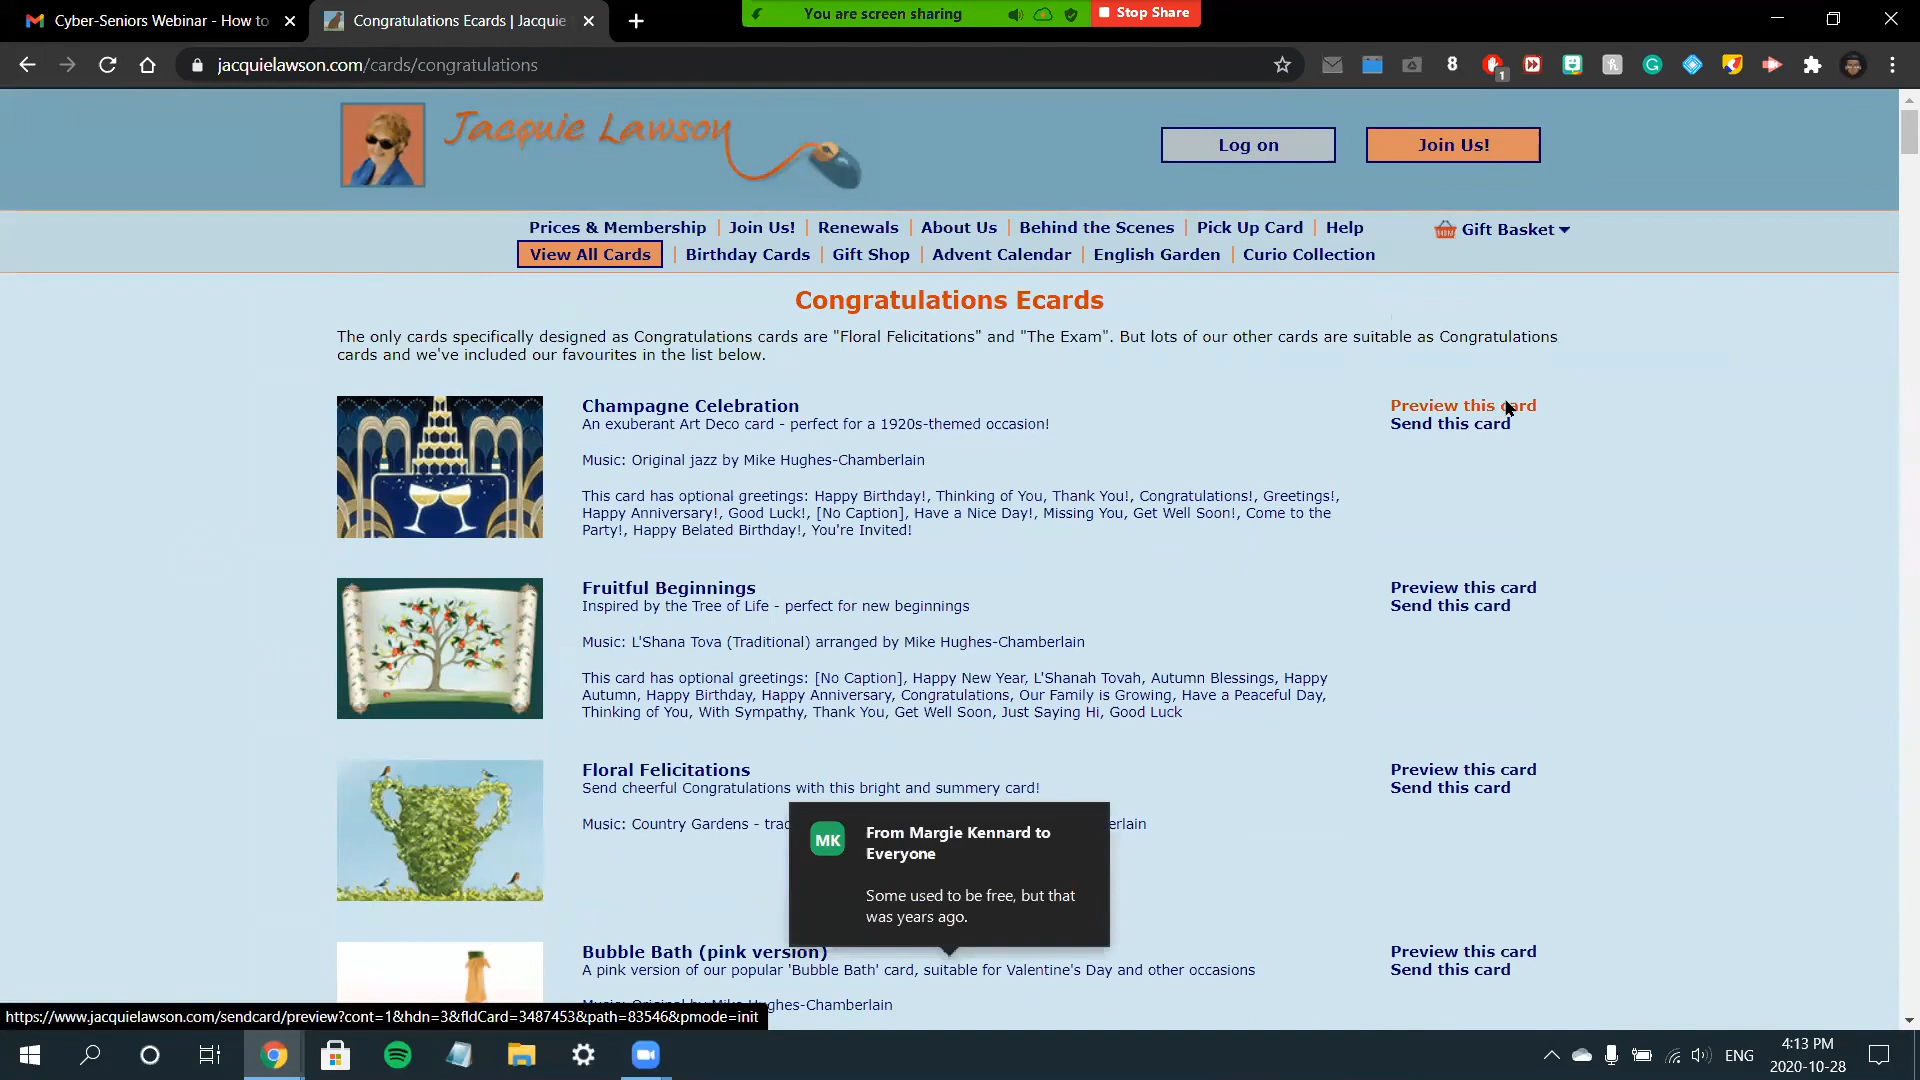 Cyber-Seniors Webinar - How to
Congratulations Ecards | Jacquie
You are screen sharing
Stop Share
jacquielawson.com/cards/congratulations
8
1
Jacquie Lawson
Log on
Join Us!
Prices & Membership | Join Us! | Renewals | About Us | Behind the Scenes | Pick Up Card | Help
Gift Basket
View All Cards | Birthday Cards | Gift Shop | Advent Calendar | English Garden | Curio Collection
Congratulations Ecards
The only cards specifically designed as Congratulations cards are "Floral Felicitations" and "The Exam". But lots of our other cards are suitable as Congratulations
cards and we've included our favourites in the list below.
Champagne Celebration
An exuberant Art Deco card - perfect for a 1920s-themed occasion!
Music: Original jazz by Mike Hughes-Chamberlain
This card has optional greetings: Happy Birthday!, Thinking of You, Thank You!, Congratulations!, Greetings!,
Happy Anniversary!, Good Luck!, [No Caption], Have a Nice Day!, Missing You, Get Well Soon!, Come to the
Party!, Happy Belated Birthday!, You're Invited!
Preview this card
Send this card
Fruitful Beginnings
Inspired by the Tree of Life - perfect for new beginnings
Music: L'Shana Tova (Traditional) arranged by Mike Hughes-Chamberlain
This card has optional greetings: [No Caption], Happy New Year, L'Shanah Tovah, Autumn Blessings, Happy
Autumn, Happy Birthday, Happy Anniversary, Congratulations, Our Family is Growing, Have a Peaceful Day,
Thinking of You, With Sympathy, Thank You, Get Well Soon, Just Saying Hi, Good Luck
Preview this card
Send this card
Floral Felicitations
Send cheerful Congratulations with this bright and summery card!
Music: Country Gardens - trad erlain
Preview this card
Send this card
MK
From Margie Kennard to
Everyone
Some used to be free, but that
was years ago.
Bubble Bath (pink version)
A pink version of our popular 'Bubble Bath' card, suitable for Valentine's Day and other occasions
Music: Original by Mike Hughes-Chamberlain
Preview this card
Send this card
https://www.jacquielawson.com/sendcard/preview?cont=1&hdn=3&fldCard=3487453&path=83546&pmode=init
ENG
4:13 PM
2020-10-28